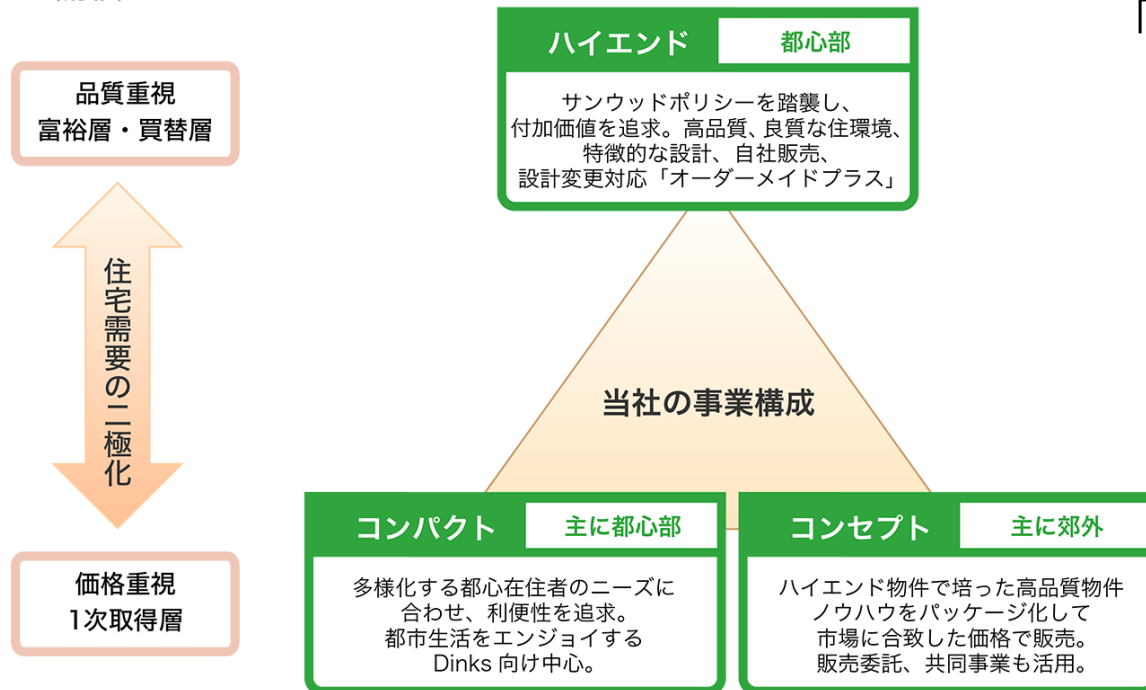 ハイエンド 都心部
サンウッドポリシーを踏襲し、
付加価値を追求。高品質、良質な住環境、
特徴的な設計、自社販売、
設計変更対応「オーダーメイドプラス」
品質重視
富裕層・買替層
住宅需要の二極化
価格重視
1次取得層
当社の事業構成
コンパクト 主に都心部
多様化する都心在住者のニーズに
合わせ、利便性を追求。
都市生活をエンジョイする
Dinks 向け中心。
コンセプト 主に郊外
ハイエンド物件で培った高品質物件
ノウハウをパッケージ化して
市場に合致した価格で販売。
販売委託、共同事業も活用。